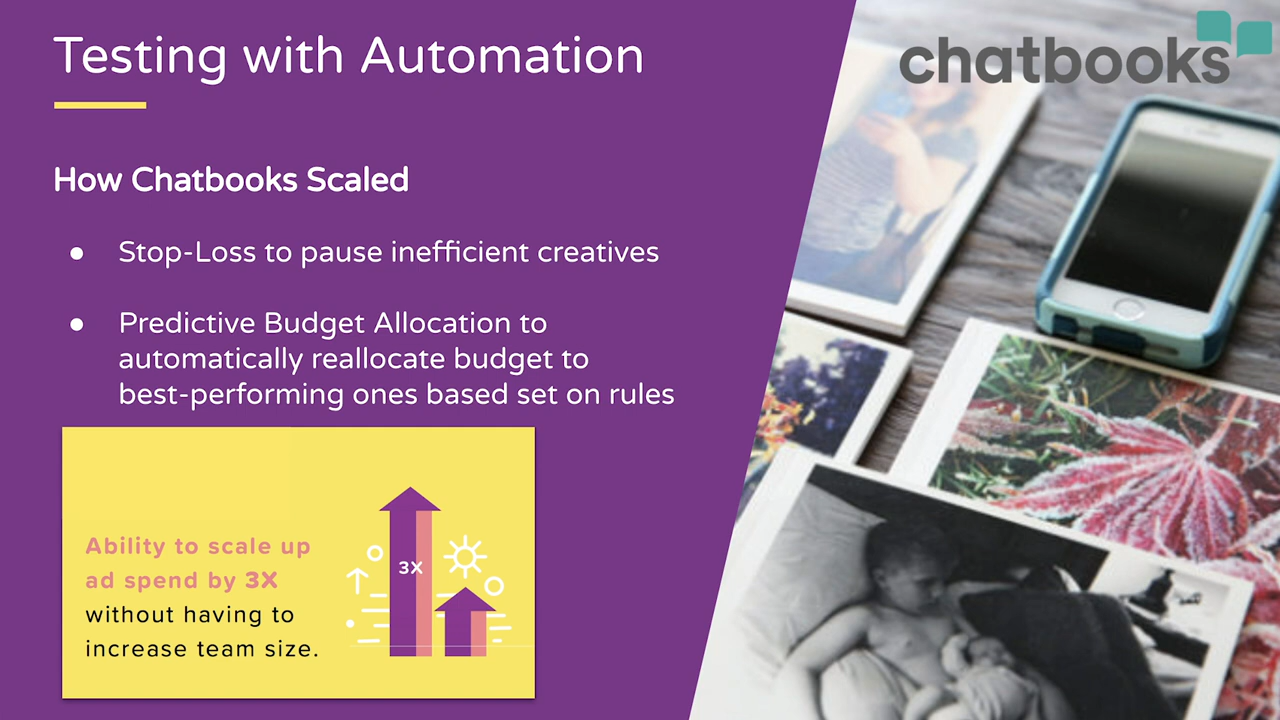 Testing with Automation
chatbooks
How Chatbooks Scaled
● Stop-Loss to pause inefficient creatives
● Predictive Budget Allocation to
automatically reallocate budget to
best-performing ones based set on rules
Ability to scale up
ad spend by 3X
without having to
increase team size.
3X